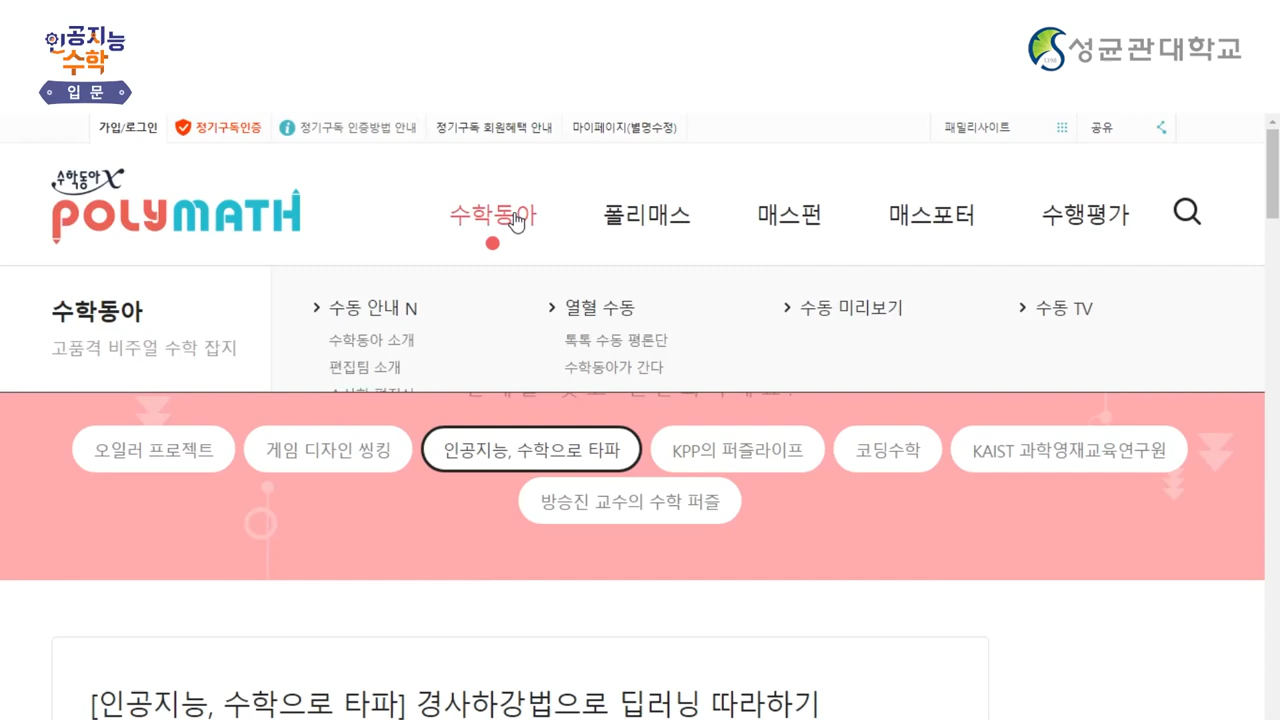 인공지능
수학
입문
성균관대학교
가입/로그인 정기구독인증 정기구독 인증방법 안내 정기구독 회원혜택 안내 마이페이지(별명수정) 패밀리사이트 공유
수학동아X
POLYMATH
수학동아 폴리매스 매스펀 매스포터 수행평가
수학동아
고품격 비주얼 수학 잡지
수동 안내 N 열혈 수동 수동 미리보기 수동 TV
수학동아 소개 톡톡 수동 평론단
편집팀 소개 수학동아가 간다
오일러 프로젝트 게임 디자인 씽킹 인공지능, 수학으로 타파 KPP의 퍼즐라이프 코딩수학 KAIST 과학영재교육연구원
방승진 교수의 수학 퍼즐
[인공지능, 수학으로 타파] 경사하강법으로 딥러닝 따라하기